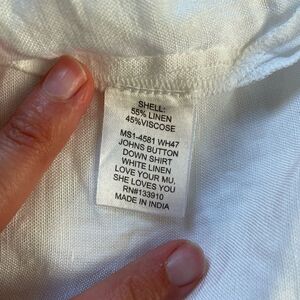 SHELL:
55% LINEN
45%VISCOSE
MS1-4581 WH47
JOHNS BUTTON
DOWN SHIRT
WHITE LINEN
LOVE YOUR MU.
SHE LOVES YOU
RN#133910
MADE IN INDIA